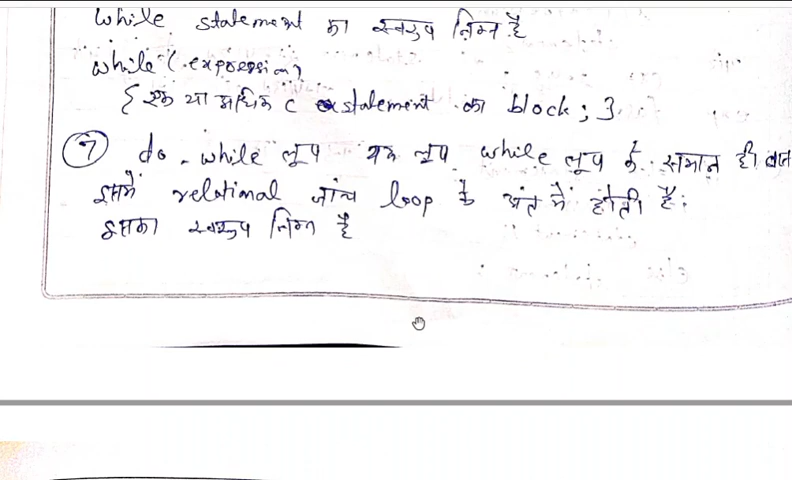 while statement का स्वरूप निम्न है
while (expression)
{ एक या अधिक c statement का block; }
(7) do-while लूप यह लूप while लूप के समान ही
इसमें relational जांच loop के अंत में होती है:
इसका स्वरूप निम्न है